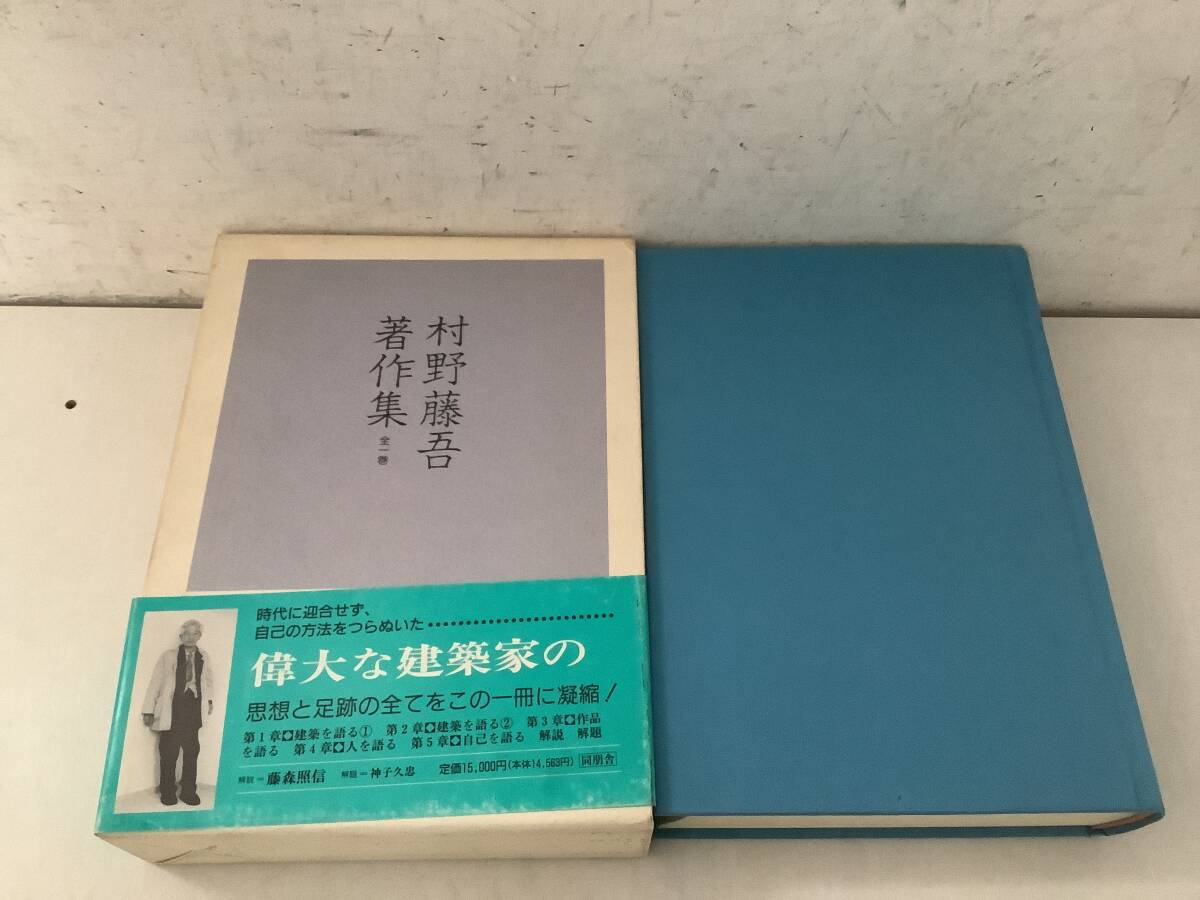 村野藤吾
著作集
全一巻
時代に迎合せず、
自己の方法をつらぬいた‥‥‥‥‥‥‥‥
偉大な建築家の
思想と足跡の全てをこの一冊に凝縮！
第1章✥建築を語る① 第2章✥建築を語る② 第3章✥作品
を語る 第4章✥人を語る 第5章✥自己を語る 解説 解題
解説＝藤森照信 解題＝神子久忠 定価15,000円(本体14,563円) 同朋舎